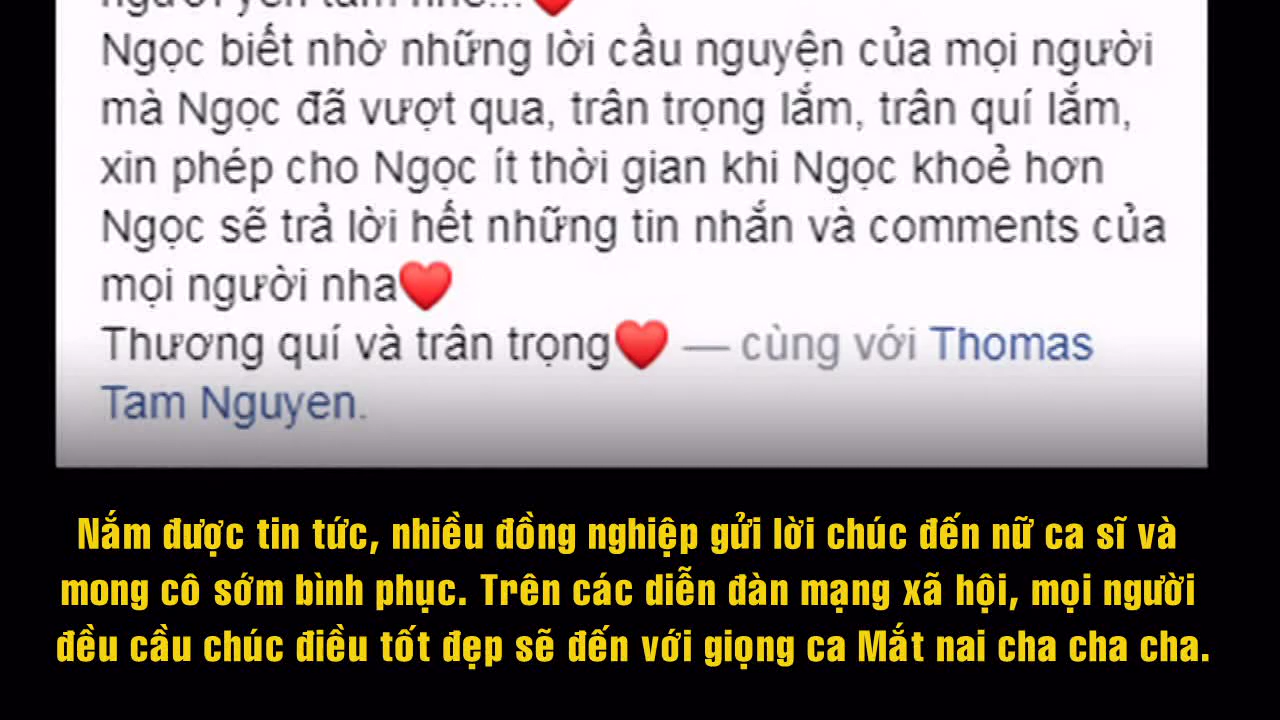 người yên tâm nhé...❤️
Ngọc biết nhờ những lời cầu nguyện của mọi người
mà Ngọc đã vượt qua, trân trọng lắm, trân quí lắm,
xin phép cho Ngọc ít thời gian khi Ngọc khoẻ hơn
Ngọc sẽ trả lời hết những tin nhắn và comments của
mọi người nha❤️
Thương quí và trân trọng❤️ — cùng với Thomas
Tam Nguyen.
Nắm được tin tức, nhiều đồng nghiệp gửi lời chúc đến nữ ca sĩ và
mong cô sớm bình phục. Trên các diễn đàn mạng xã hội, mọi người
đều cầu chúc điều tốt đẹp sẽ đến với giọng ca Mắt nai cha cha cha.